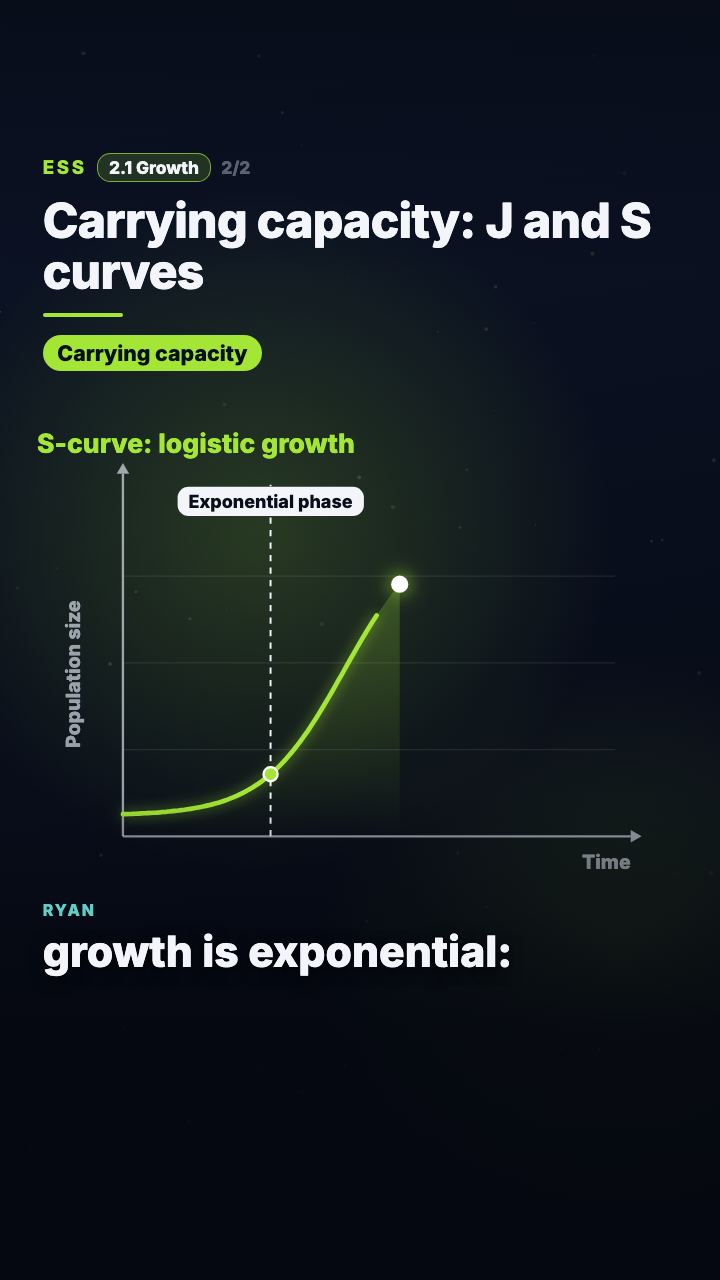 ESS 2.1 Growth 2/2
Carrying capacity: J and S
curves
Carrying capacity
S-curve: logistic growth
Exponential phase
Population size
Time
RYAN
growth is exponential: